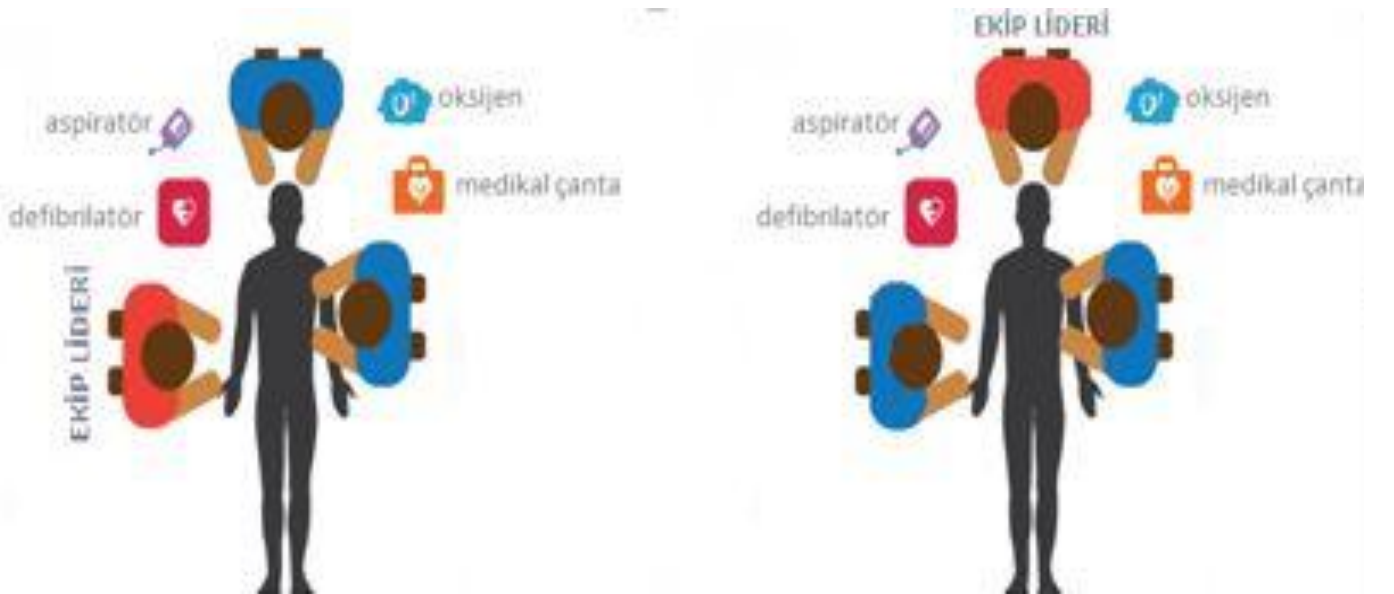 aspiratör
oksijen
medikal çanta
defibrilatör
EKİP LİDERİ
EKİP LİDERİ
aspiratör
oksijen
medikal çanta
defibrilatör